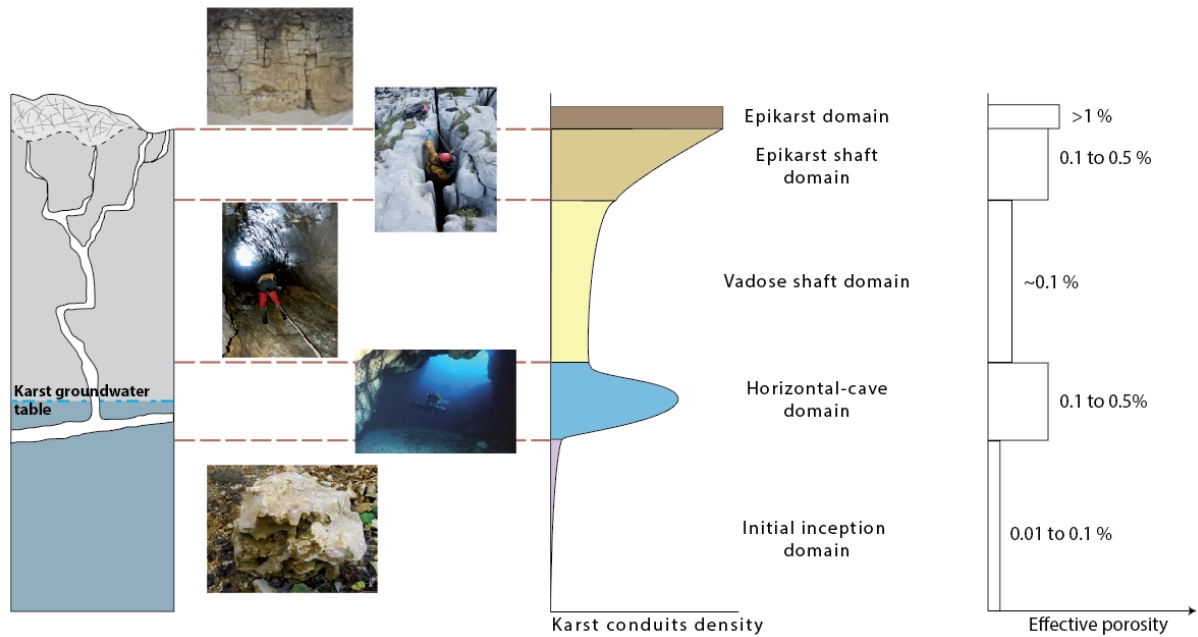 Epikarst domain
>1 %
Epikarst shaft
domain
0.1 to 0.5 %
Vadose shaft domain
~0.1 %
Karst groundwater
table
Horizontal-cave
domain
0.1 to 0.5%
Initial inception
domain
0.01 to 0.1 %
Karst conduits density
Effective porosity